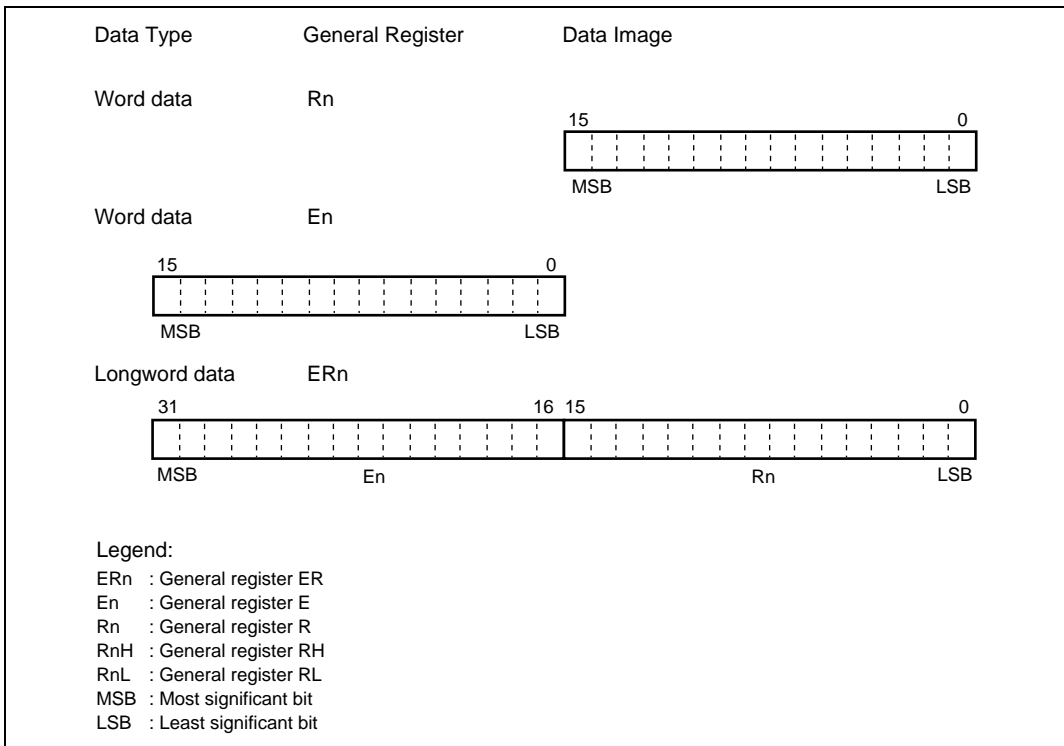 Data Type General Register Data Image
Word data Rn
15 0
MSB LSB
Word data En
15 0
MSB LSB
Longword data ERn
31 16 15 0
MSB En Rn LSB
Legend:
ERn : General register ER
En : General register E
Rn : General register R
RnH : General register RH
RnL : General register RL
MSB : Most significant bit
LSB : Least significant bit